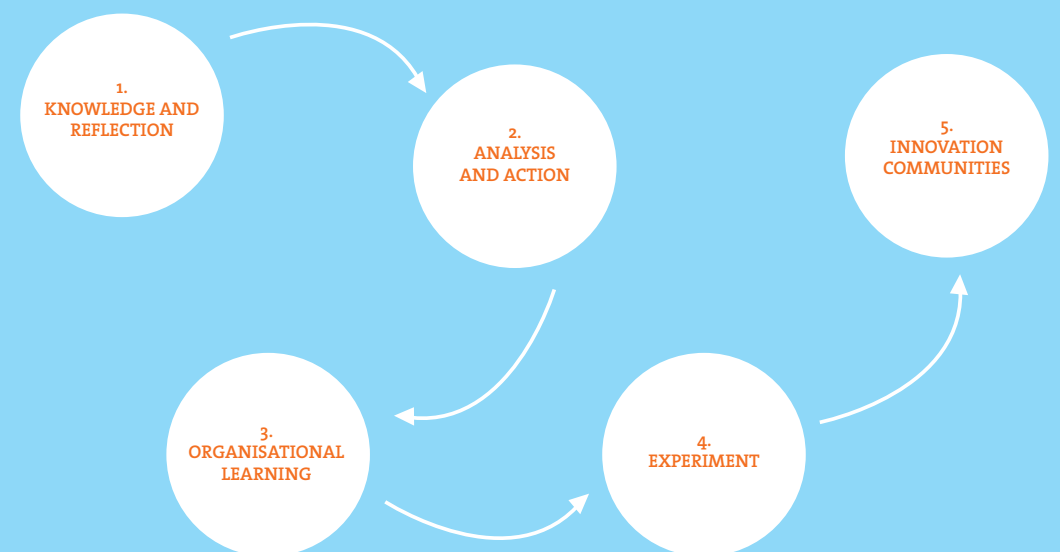 1.
KNOWLEDGE AND
REFLECTION
2.
ANALYSIS
AND ACTION
3.
ORGANISATIONAL
LEARNING
4.
EXPERIMENT
5.
INNOVATION
COMMUNITIES